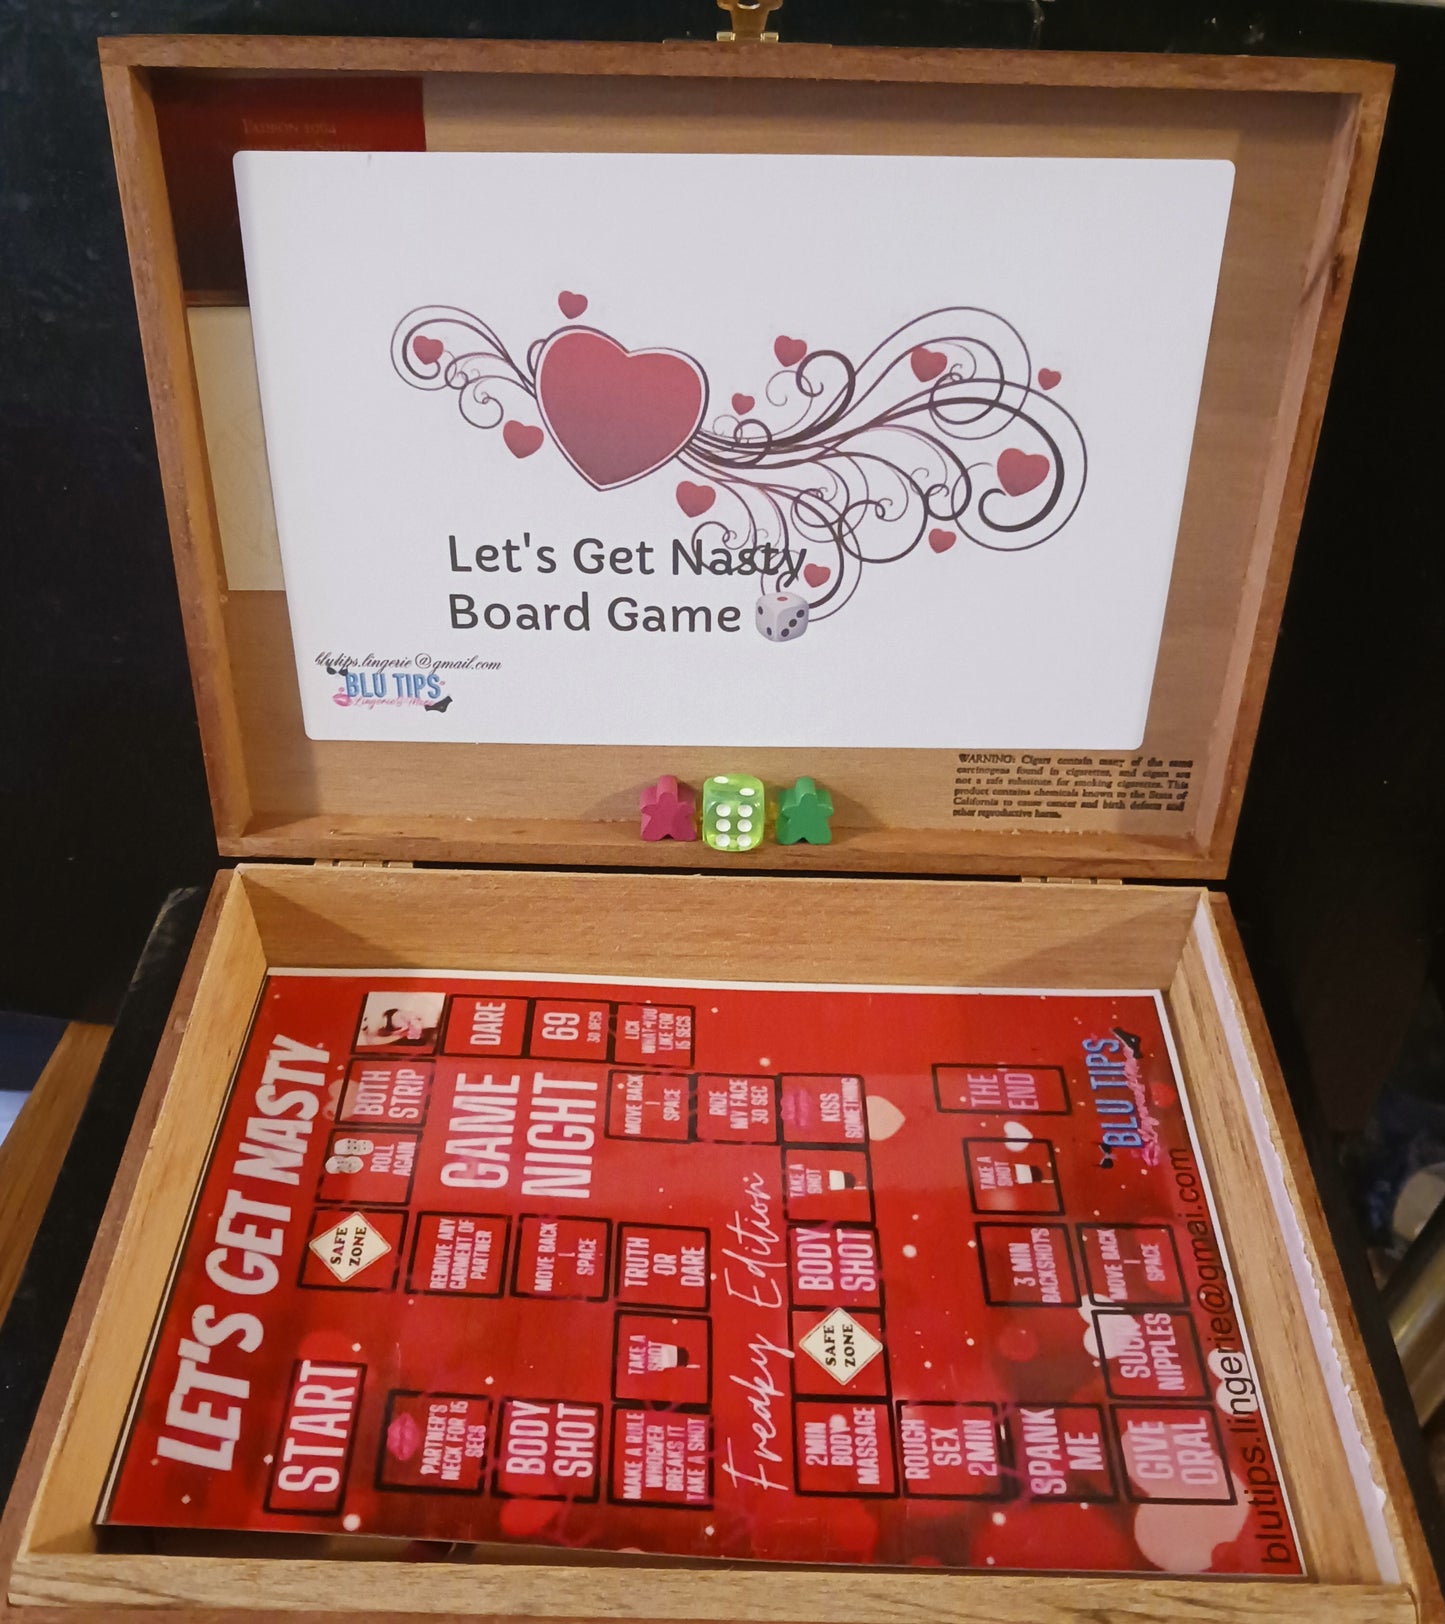 PADRÓN 1964
Let's Get Nasty
Board Game
blutips.lingerie@gmail.com
BLU TIPS
Lingerie & More
WARNING: Cigars contain many of the same
carcinogens found in cigarettes, and cigars are
not a safe substitute for smoking cigarettes. This
product contains chemicals known to the State of
California to cause cancer and birth defects and
other reproductive harm.
LET'S GET NASTY
START
PARTNER'S
NECK FOR 15
SECS
BODY
SHOT
MAKE A RULE
WHOEVER
BREAKS IT
TAKE A SHOT
TAKE A
SHOT
TRUTH
OR
DARE
MOVE BACK
1
SPACE
REMOVE ANY
GARMENT OF
PARTNER
SAFE
ZONE
ROLL
AGAIN
BOTH
STRIP
DARE
69
30 SECS
LICK
WHAT YOU
LIKE FOR
15 SECS
MOVE BACK
1
SPACE
RIDE
MY FACE
30 SEC
KISS
SOMETHING
TAKE A
SHOT
BODY
SHOT
SAFE
ZONE
2MIN
BODY
MASSAGE
ROUGH
SEX
2MIN
SPANK
ME
GIVE
ORAL
SUCK
NIPPLES
MOVE BACK
1
SPACE
3 MIN
BACKSHOTS
TAKE A
SHOT
THE
END
GAME
NIGHT
Freaky Edition
BLU TIPS
Lingerie & More
blutips.lingerie@gmai.com